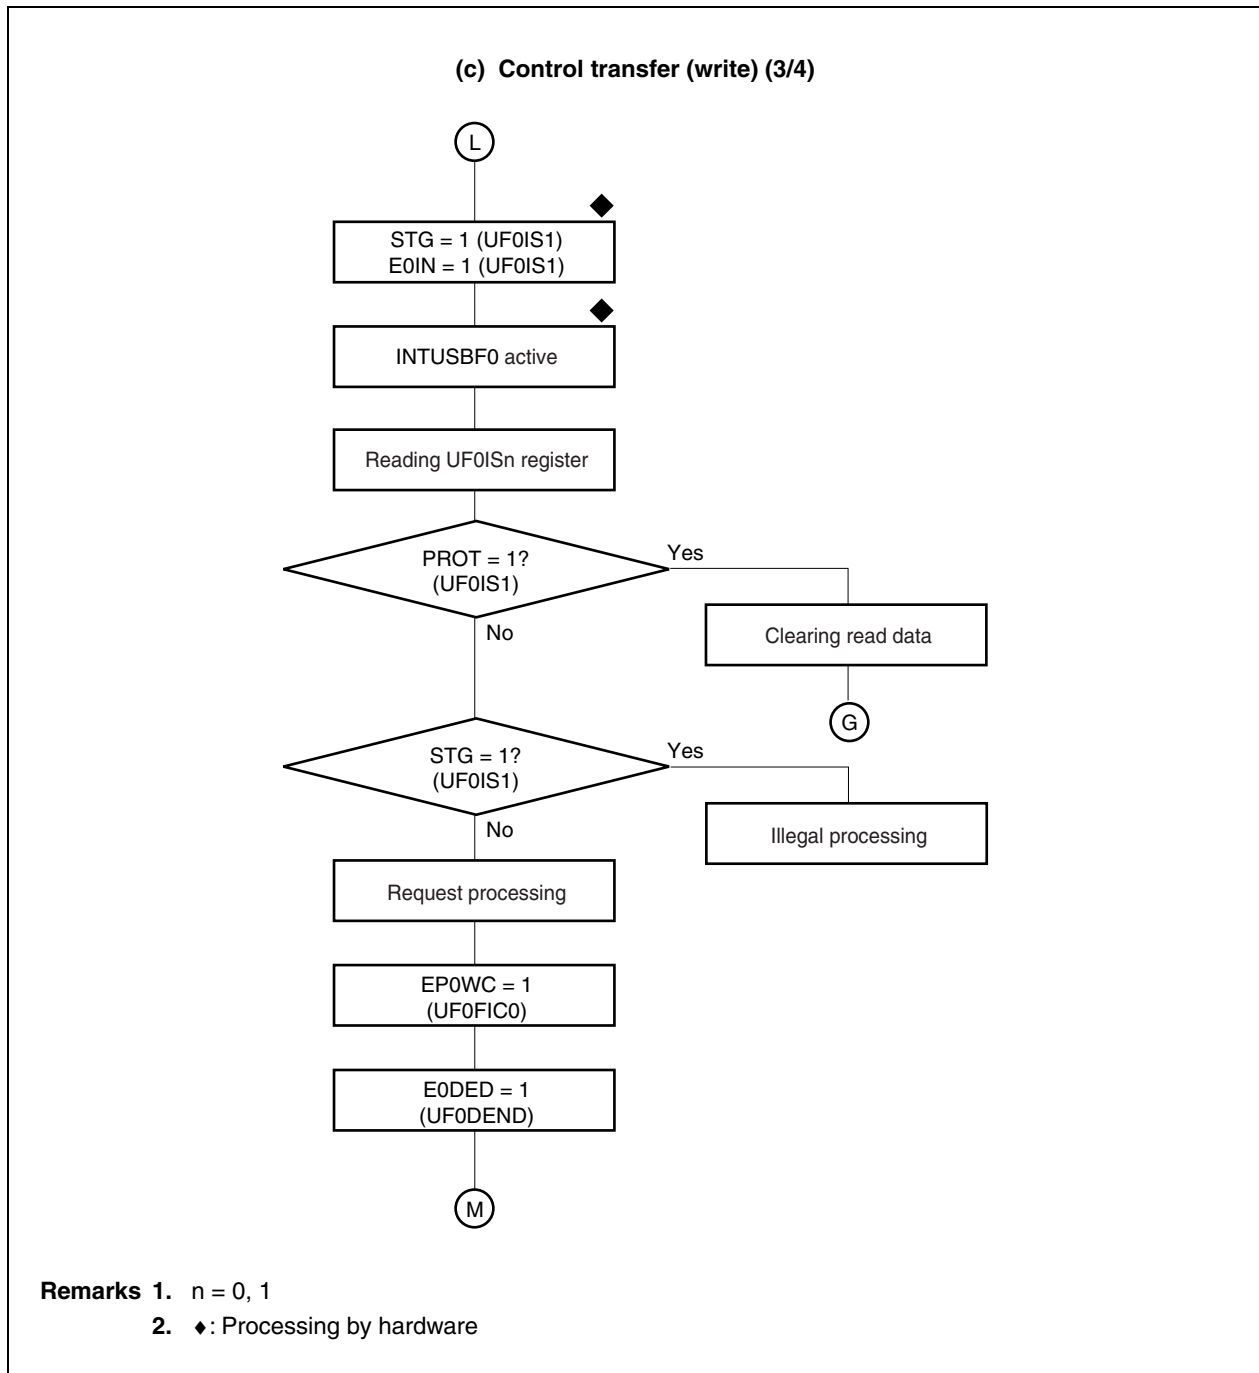 (c) Control transfer (write) (3/4)
L
STG = 1 (UF0IS1)
E0IN = 1 (UF0IS1)
INTUSBF0 active
Reading UF0ISn register
PROT = 1?
(UF0IS1)
Yes
No
Clearing read data
G
STG = 1?
(UF0IS1)
Yes
No
Illegal processing
Request processing
EP0WC = 1
(UF0FIC0)
E0DED = 1
(UF0DEND)
M
Remarks 1. n = 0, 1
2. ♦: Processing by hardware